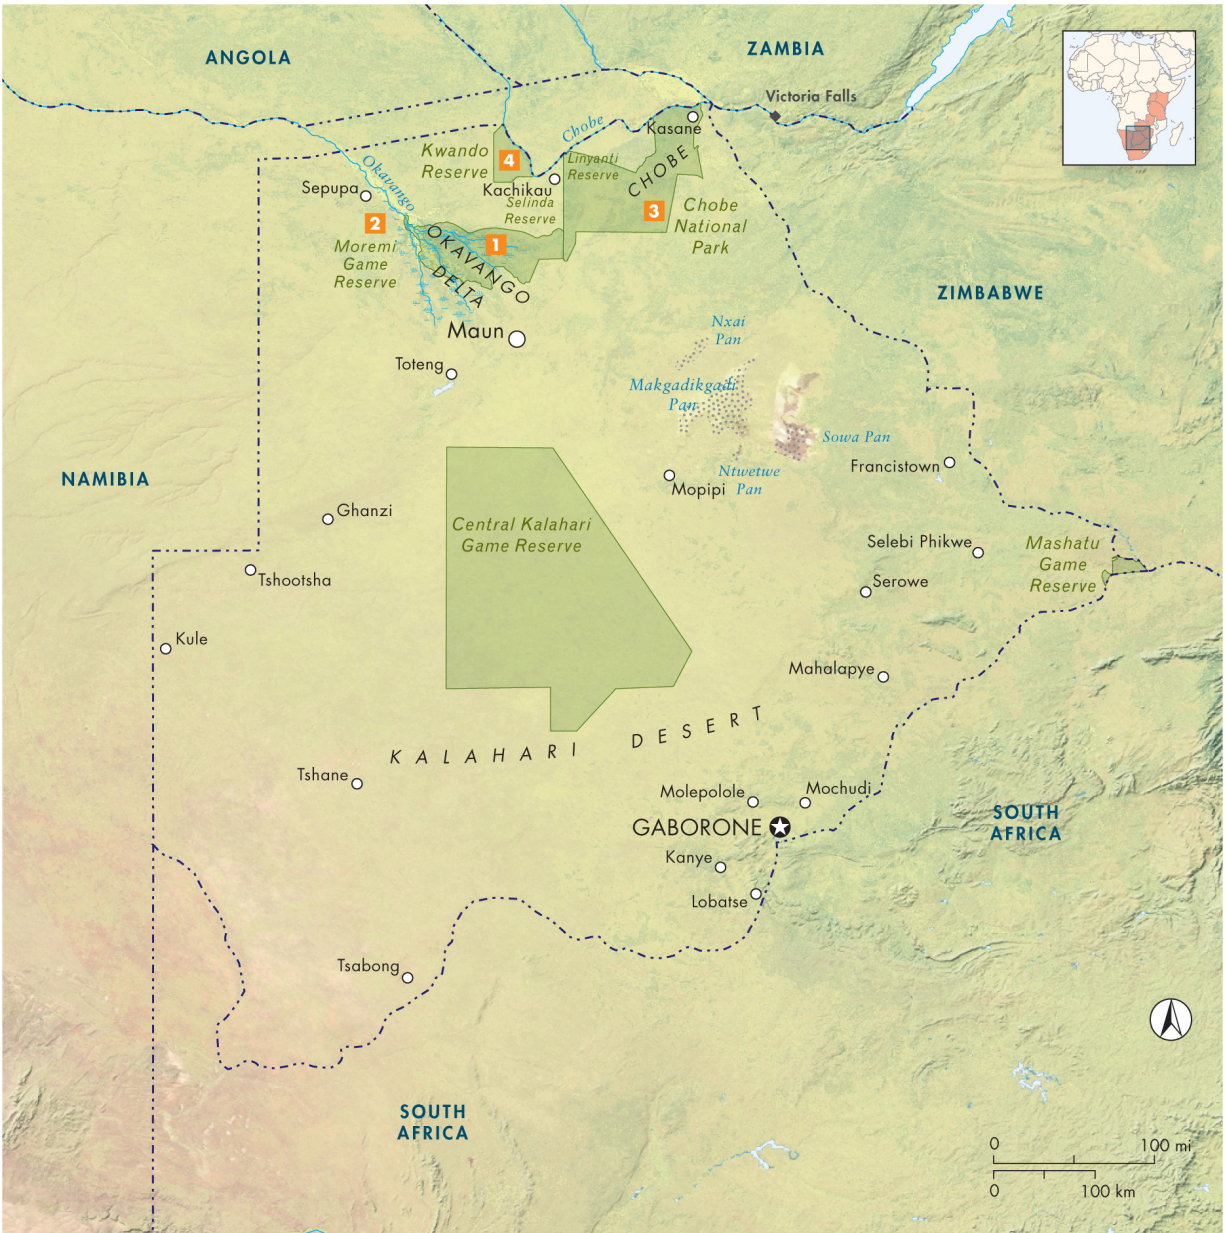 ANGOLA
ZAMBIA
Victoria Falls
Chobe
Kasane
Kwando
Reserve
4
Linyanti
Reserve
CHOBE
Okavango
Sepupa
Kachikau
Selinda
Reserve
3
Chobe
National
Park
2
Moremi
Game
Reserve
1
OKAVANGO
DELTA
ZIMBABWE
Maun
Nxai
Pan
Toteng
Makgadikgadi
Pan
Sowa Pan
NAMIBIA
Francistown
Ntwetwe
Pan
Mopipi
Ghanzi
Central Kalahari
Game Reserve
Selebi Phikwe
Mashatu
Game
Reserve
Tshootsha
Serowe
Kule
Mahalapye
KALAHARI DESERT
Tshane
Molepolole
Mochudi
GABORONE
SOUTH
AFRICA
Kanye
Lobatse
Tsabong
SOUTH
AFRICA
0 100 mi
0 100 km